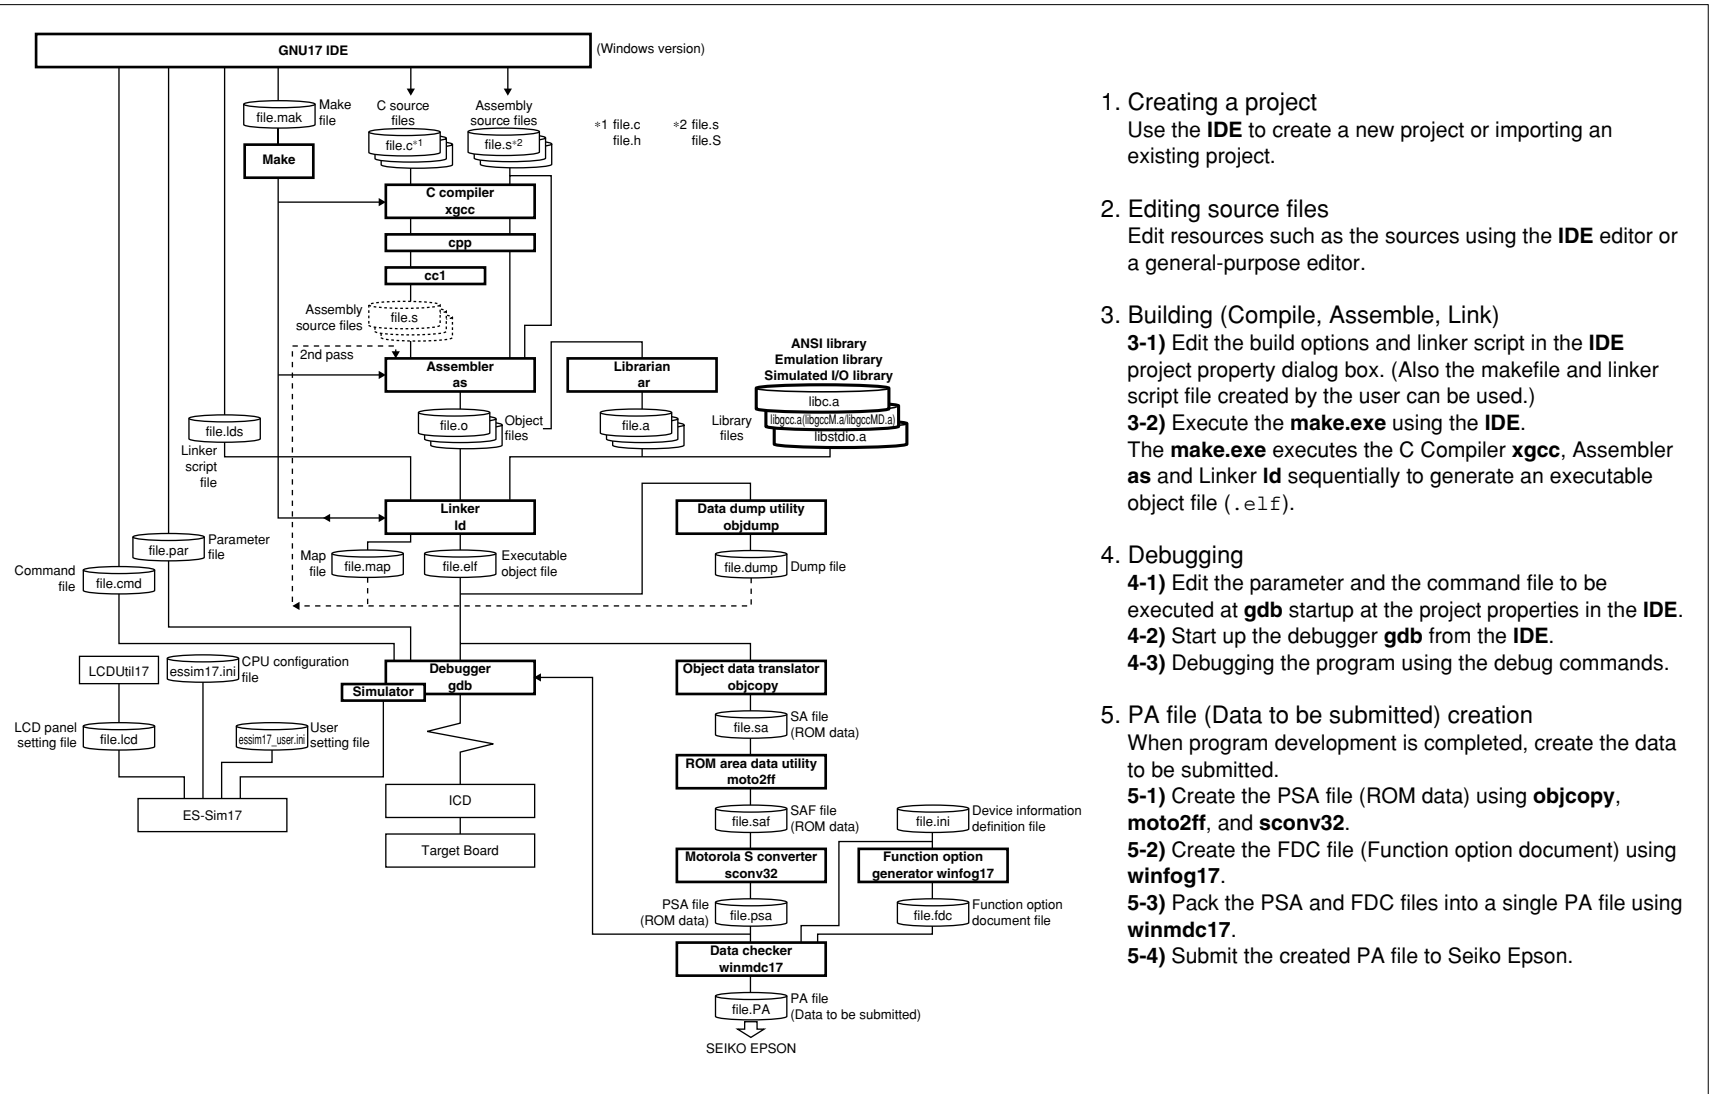 GNU17 IDE
(Windows version)
Make
file
file.mak
Make
C source
files
file.c*1
Assembly
source files
file.s*2
*1 file.c
file.h
*2 file.s
file.S
C compiler
xgcc
cpp
cc1
Assembly
source files
file.s
2nd pass
Assembler
as
Librarian
ar
ANSI library
Emulation library
Simulated I/O library
libc.a
libgcc.a(libgccM.a/libgccMD.a)
libstdio.a
Library
files
file.o
Object
files
file.a
file.lds
Linker
script
file
Linker
ld
Data dump utility
objdump
file.par
Parameter
file
Command
file
file.cmd
Map
file
file.map
file.elf
Executable
object file
file.dump
Dump file
LCDUtil17
essim17.ini
CPU configuration
file
Debugger
gdb
Simulator
Object data translator
objcopy
LCD panel
setting file
file.lcd
essim17_user.ini
User
setting file
file.sa
SA file
(ROM data)
ROM area data utility
moto2ff
ES-Sim17
ICD
Target Board
file.saf
SAF file
(ROM data)
file.ini
Device information
definition file
Motorola S converter
sconv32
Function option
generator winfog17
PSA file
(ROM data)
file.psa
file.fdc
Function option
document file
Data checker
winmdc17
file.PA
PA file
(Data to be submitted)
SEIKO EPSON
1. Creating a project
Use the IDE to create a new project or importing an
existing project.
2. Editing source files
Edit resources such as the sources using the IDE editor or
a general-purpose editor.
3. Building (Compile, Assemble, Link)
3-1) Edit the build options and linker script in the IDE
project property dialog box. (Also the makefile and linker
script file created by the user can be used.)
3-2) Execute the make.exe using the IDE.
The make.exe executes the C Compiler xgcc, Assembler
as and Linker ld sequentially to generate an executable
object file (.elf).
4. Debugging
4-1) Edit the parameter and the command file to be
executed at gdb startup at the project properties in the IDE.
4-2) Start up the debugger gdb from the IDE.
4-3) Debugging the program using the debug commands.
5. PA file (Data to be submitted) creation
When program development is completed, create the data
to be submitted.
5-1) Create the PSA file (ROM data) using objcopy,
moto2ff, and sconv32.
5-2) Create the FDC file (Function option document) using
winfog17.
5-3) Pack the PSA and FDC files into a single PA file using
winmdc17.
5-4) Submit the created PA file to Seiko Epson.